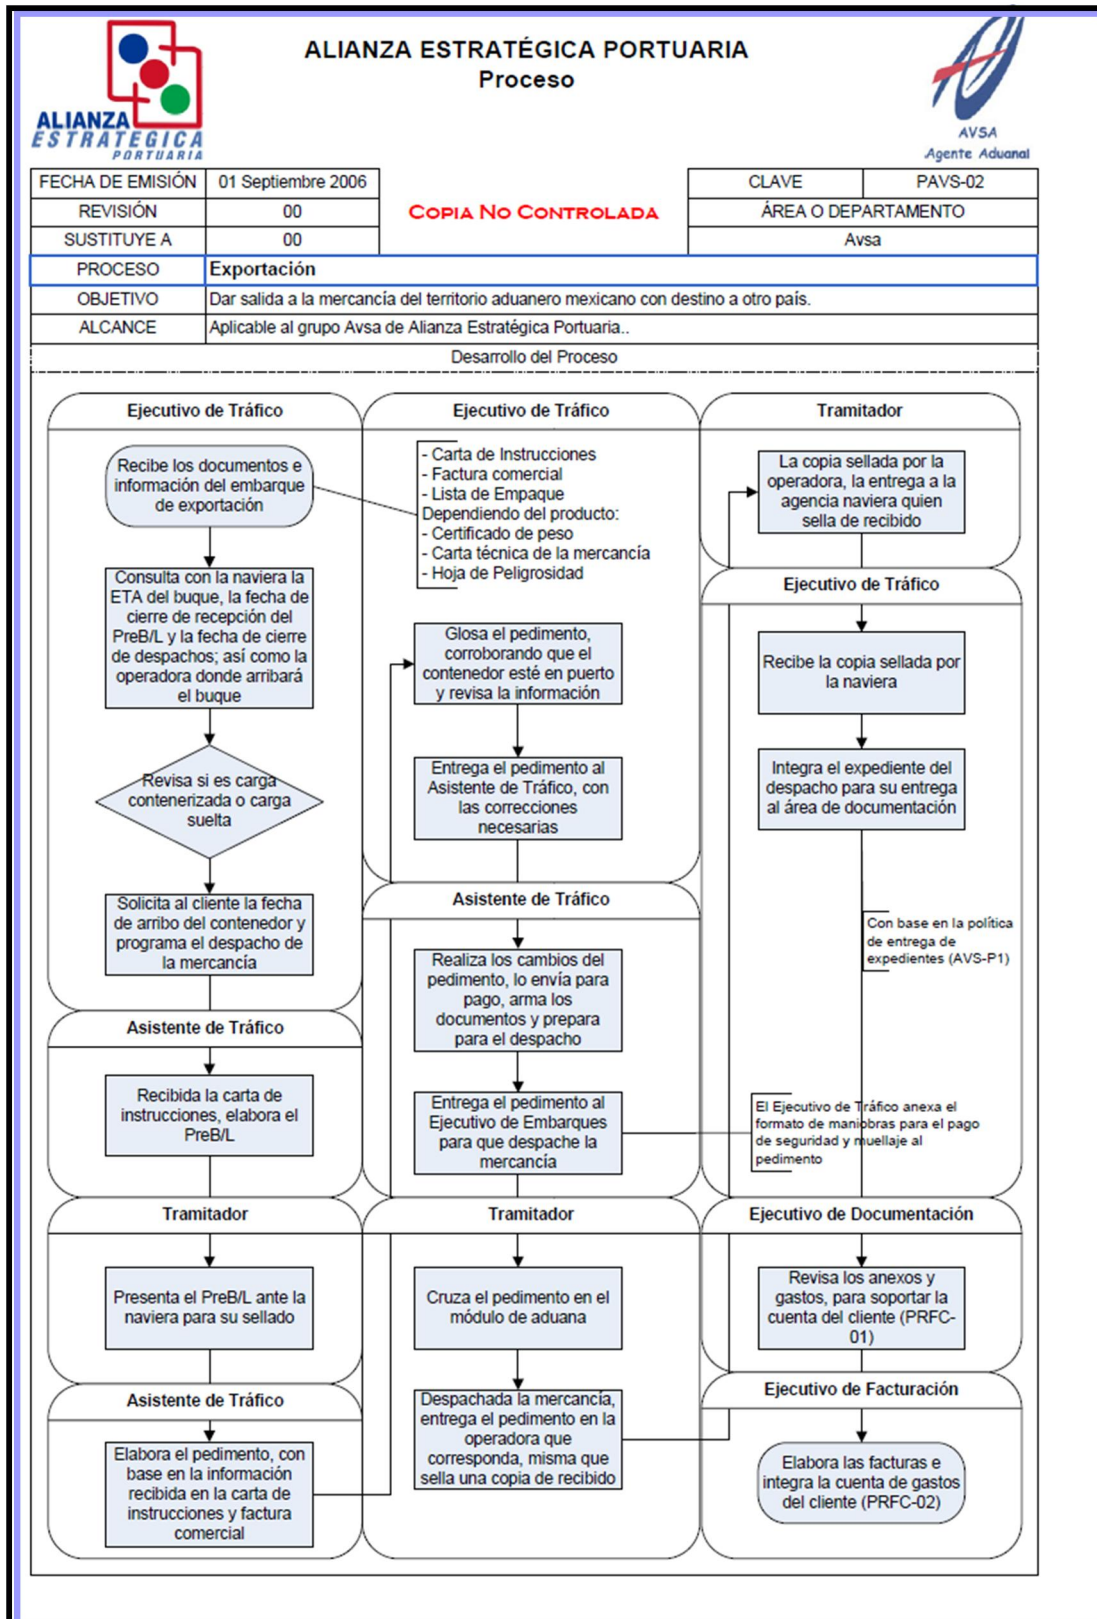 ALIANZA ESTRATÉGICA PORTUARIA
Proceso
ALIANZA
ESTRATEGICA
PORTUARIA
AVSA
Agente Aduanal
FECHA DE EMISIÓN 01 Septiembre 2006
REVISIÓN 00
SUSTITUYE A 00
COPIA NO CONTROLADA
CLAVE PAVS-02
ÁREA O DEPARTAMENTO
Avsa
PROCESO Exportación
OBJETIVO Dar salida a la mercancía del territorio aduanero mexicano con destino a otro país.
ALCANCE Aplicable al grupo Avsa de Alianza Estratégica Portuaria..
Desarrollo del Proceso
Ejecutivo de Tráfico
Recibe los documentos e
información del embarque
de exportación
Consulta con la naviera la
ETA del buque, la fecha de
cierre de recepción del
PreB/L y la fecha de cierre
de despachos; así como la
operadora donde arribará
el buque
Revisa si es carga
contenerizada o carga
suelta
Solicita al cliente la fecha
de arribo del contenedor y
programa el despacho de
la mercancía
Asistente de Tráfico
Recibida la carta de
instrucciones, elabora el
PreB/L
Tramitador
Presenta el PreB/L ante la
naviera para su sellado
Asistente de Tráfico
Elabora el pedimento, con
base en la información
recibida en la carta de
instrucciones y factura
comercial
Ejecutivo de Tráfico
- Carta de Instrucciones
- Factura comercial
- Lista de Empaque
Dependiendo del producto:
- Certificado de peso
- Carta técnica de la mercancía
- Hoja de Peligrosidad
Glosa el pedimento,
corroborando que el
contenedor esté en puerto
y revisa la información
Entrega el pedimento al
Asistente de Tráfico, con
las correcciones
necesarias
Asistente de Tráfico
Realiza los cambios del
pedimento, lo envía para
pago, arma los
documentos y prepara
para el despacho
Entrega el pedimento al
Ejecutivo de Embarques
para que despache la
mercancía
Tramitador
Cruza el pedimento en el
módulo de aduana
Despachada la mercancía,
entrega el pedimento en la
operadora que
corresponda, misma que
sella una copia de recibido
Tramitador
La copia sellada por la
operadora, la entrega a la
agencia naviera quien
sella de recibido
Ejecutivo de Tráfico
Recibe la copia sellada por
la naviera
Integra el expediente del
despacho para su entrega
al área de documentación
Con base en la política
de entrega de
expedientes (AVS-P1)
El Ejecutivo de Tráfico anexa el
formato de maniobras para el pago
de seguridad y muellaje al
pedimento
Ejecutivo de Documentación
Revisa los anexos y
gastos, para soportar la
cuenta del cliente (PRFC-
01)
Ejecutivo de Facturación
Elabora las facturas e
integra la cuenta de gastos
del cliente (PRFC-02)